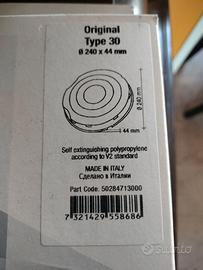 Original
Type 30
Ø 240 x 44 mm
Ø 240 mm
44 mm
Self extinguishing polypropylene
according to V2 standard
MADE IN ITALY
Сделано в Италии
Part Code: 50284713000
7 321429 558686
subito